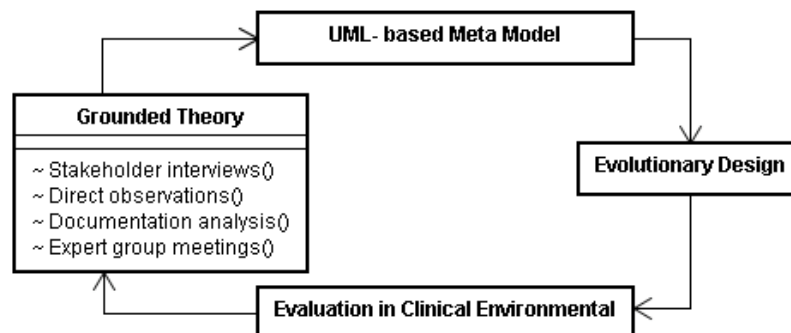 UML- based Meta Model
Grounded Theory
~ Stakeholder interviews()
~ Direct observations()
~ Documentation analysis()
~ Expert group meetings()
Evolutionary Design
Evaluation in Clinical Environmental